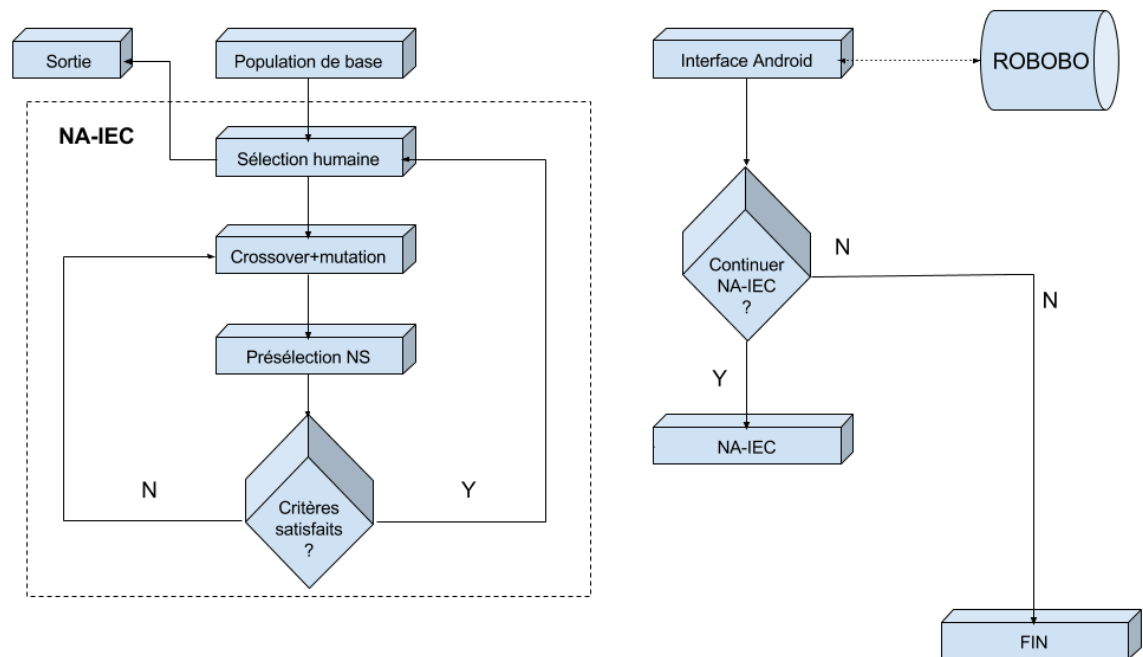 Sortie
Population de base
NA-IEC
Sélection humaine
Crossover+mutation
Présélection NS
N
Y
Critères
satisfaits
?
Interface Android
ROBOBO
Continuer
NA-IEC
?
N
N
Y
NA-IEC
FIN